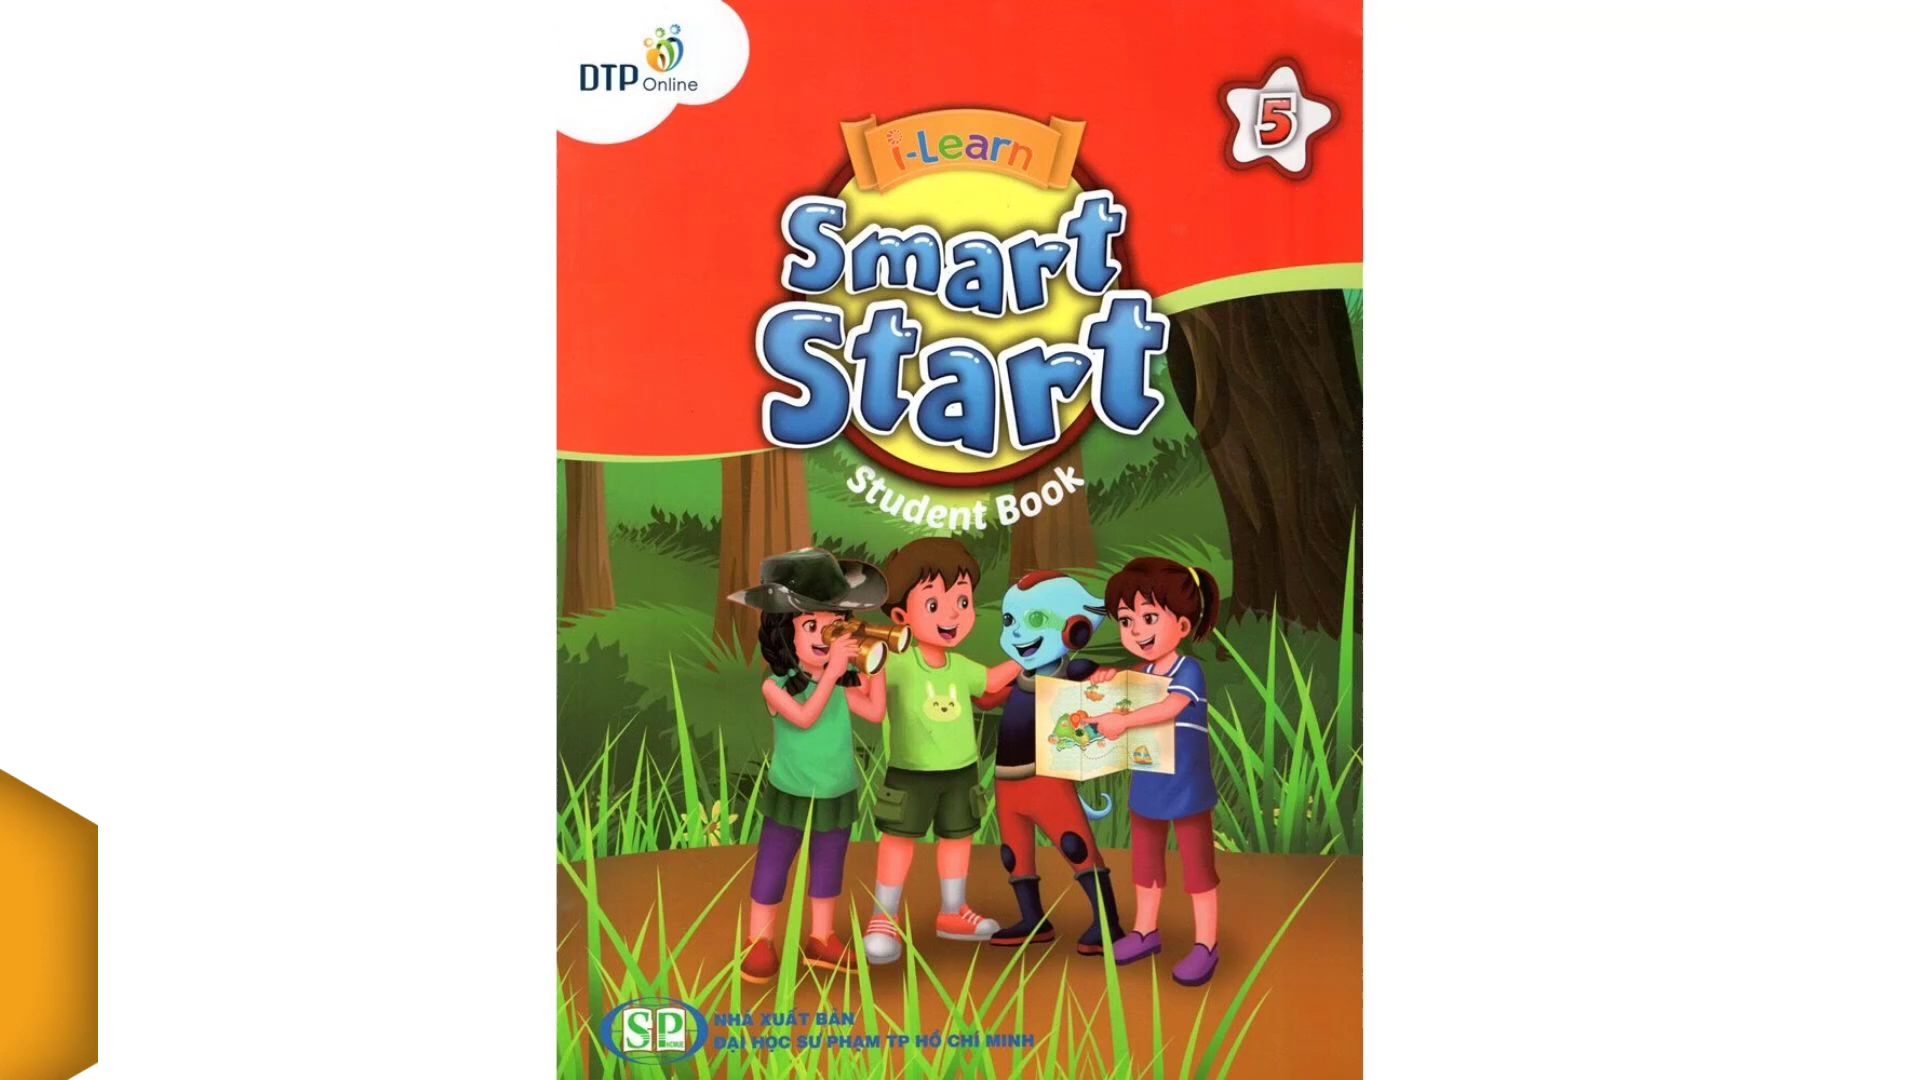 DTP Online
5
i-Learn
Smart
Start
Student Book
SP
NHÀ XUẤT BẢN
ĐẠI HỌC SƯ PHẠM TP HỒ CHÍ MINH